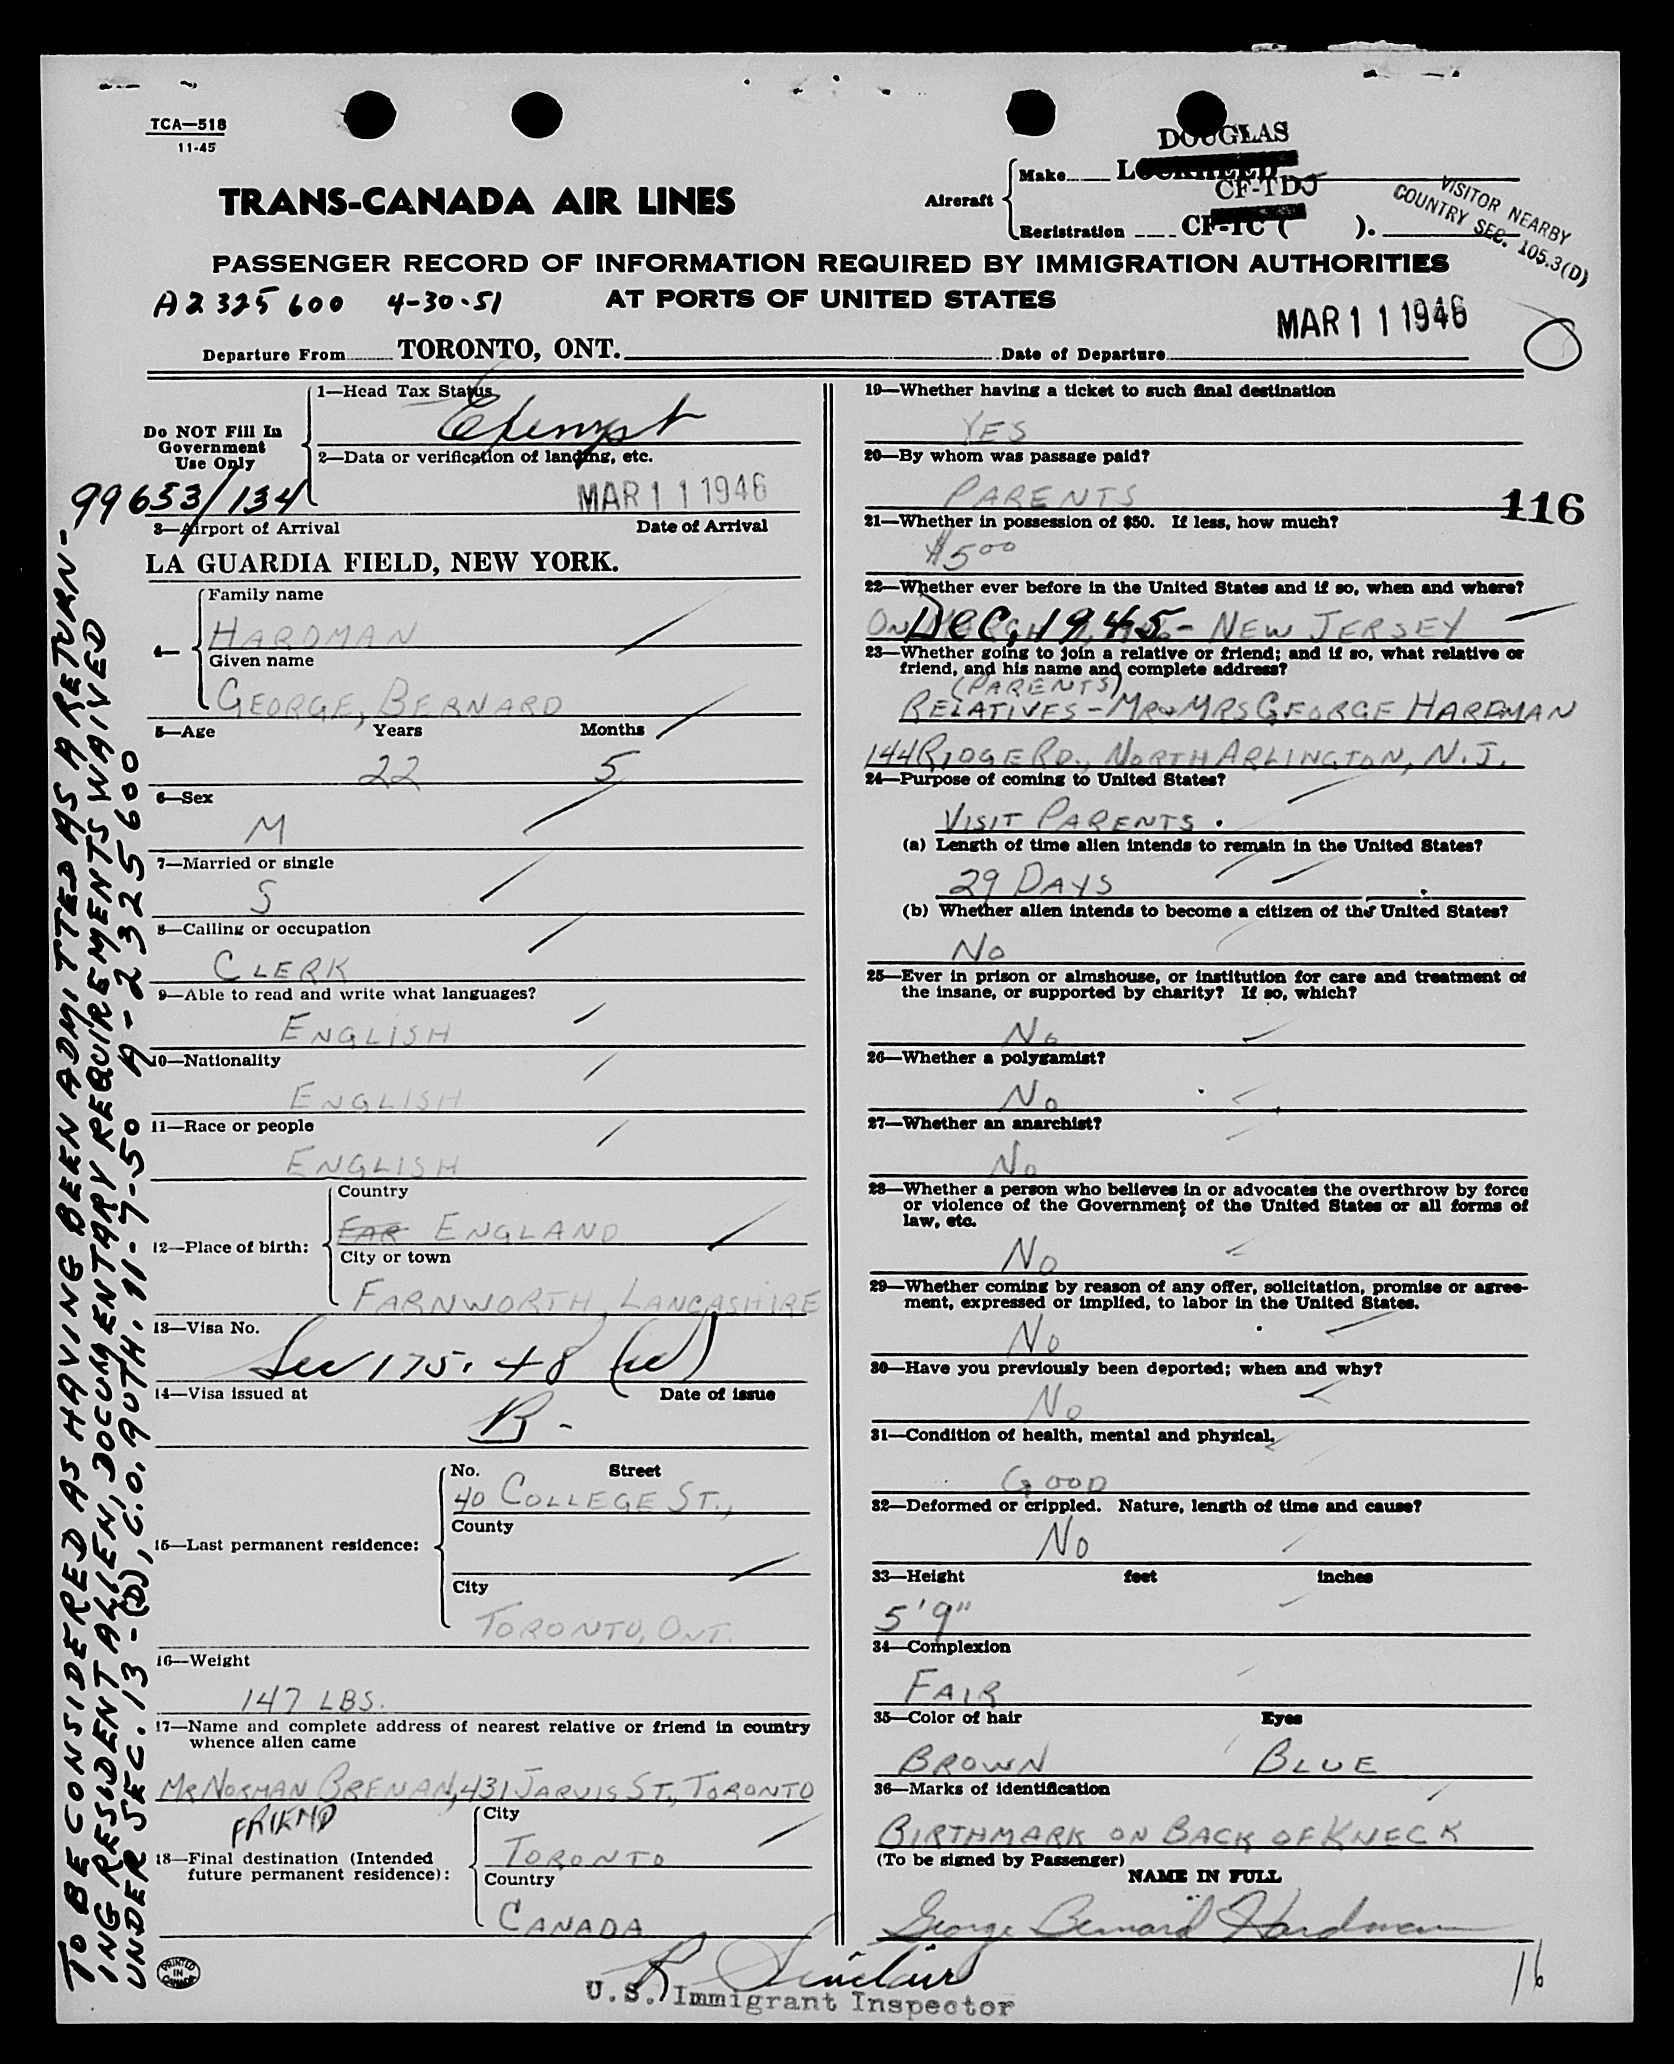 TCA—518
11-45
TRANS-CANADA AIR LINES
DOUGLAS
Aircraft
Make LOCKHEED
CF-TDJ
Registration CF-TC ( ).
VISITOR NEARBY
COUNTRY SEC. 105.3(D)
PASSENGER RECORD OF INFORMATION REQUIRED BY IMMIGRATION AUTHORITIES
AT PORTS OF UNITED STATES
A2325600 4-30-51
MAR 11 1946
Departure From TORONTO, ONT. Date of Departure
Do NOT Fill In
Government
Use Only
99653/134
1—Head Tax Status
Exempt
2—Data or verification of landing, etc.
MAR 11 1946
3—Airport of Arrival Date of Arrival
LA GUARDIA FIELD, NEW YORK.
4—
Family name
HARDMAN
Given name
GEORGE, BERNARD
5—Age Years Months
22 5
6—Sex
M
7—Married or single
S
8—Calling or occupation
CLERK
9—Able to read and write what languages?
ENGLISH
10—Nationality
ENGLISH
11—Race or people
ENGLISH
12—Place of birth:
Country
FAR ENGLAND
City or town
FARNWORTH, LANCASHIRE
13—Visa No.
Sec 175.48
14—Visa issued at Date of issue
B-
15—Last permanent residence:
No. Street
40 COLLEGE ST.,
County
City
TORONTO, ONT.
16—Weight
147 LBS.
17—Name and complete address of nearest relative or friend in country
whence alien came
MR NORMAN BRENAN, 431 JARVIS ST., TORONTO
FRIEND
18—Final destination (Intended
future permanent residence):
City
TORONTO
Country
CANADA
19—Whether having a ticket to such final destination
YES
20—By whom was passage paid?
PARENTS
116
21—Whether in possession of $50. If less, how much?
$5.00
22—Whether ever before in the United States and if so, when and where?
DEC, 1945 - NEW JERSEY
23—Whether going to join a relative or friend; and if so, what relative or
friend, and his name and complete address?
(PARENTS)
RELATIVES - MR & MRS GEORGE HARDMAN
144 RIDGE RD., NORTH ARLINGTON, N.J.
24—Purpose of coming to United States?
VISIT PARENTS.
(a) Length of time alien intends to remain in the United States?
29 DAYS
(b) Whether alien intends to become a citizen of the United States?
NO
25—Ever in prison or almshouse, or institution for care and treatment of
the insane, or supported by charity? If so, which?
NO
26—Whether a polygamist?
NO
27—Whether an anarchist?
NO
28—Whether a person who believes in or advocates the overthrow by force
or violence of the Government of the United States or all forms of
law, etc.
NO
29—Whether coming by reason of any offer, solicitation, promise or agree-
ment, expressed or implied, to labor in the United States.
NO
30—Have you previously been deported; when and why?
NO
31—Condition of health, mental and physical.
GOOD
32—Deformed or crippled. Nature, length of time and cause?
NO
33—Height feet inches
5'9"
34—Complexion
FAIR
35—Color of hair Eyes
BROWN BLUE
36—Marks of identification
BIRTHMARK ON BACK OF KNECK
(To be signed by Passenger)
NAME IN FULL
George Bernard Hardman
R Sinclair
U.S. Immigrant Inspector
16
PRINTED
IN
CANADA
TO BE CONSIDERED AS HAVING BEEN ADMITTED AS A RETURN-
ING RESIDENT ALIEN, DOCUMENTARY REQUIREMENTS WAIVED
UNDER SEC. 13-(D), C.O. AUTH. 11-7-50 A-2325600